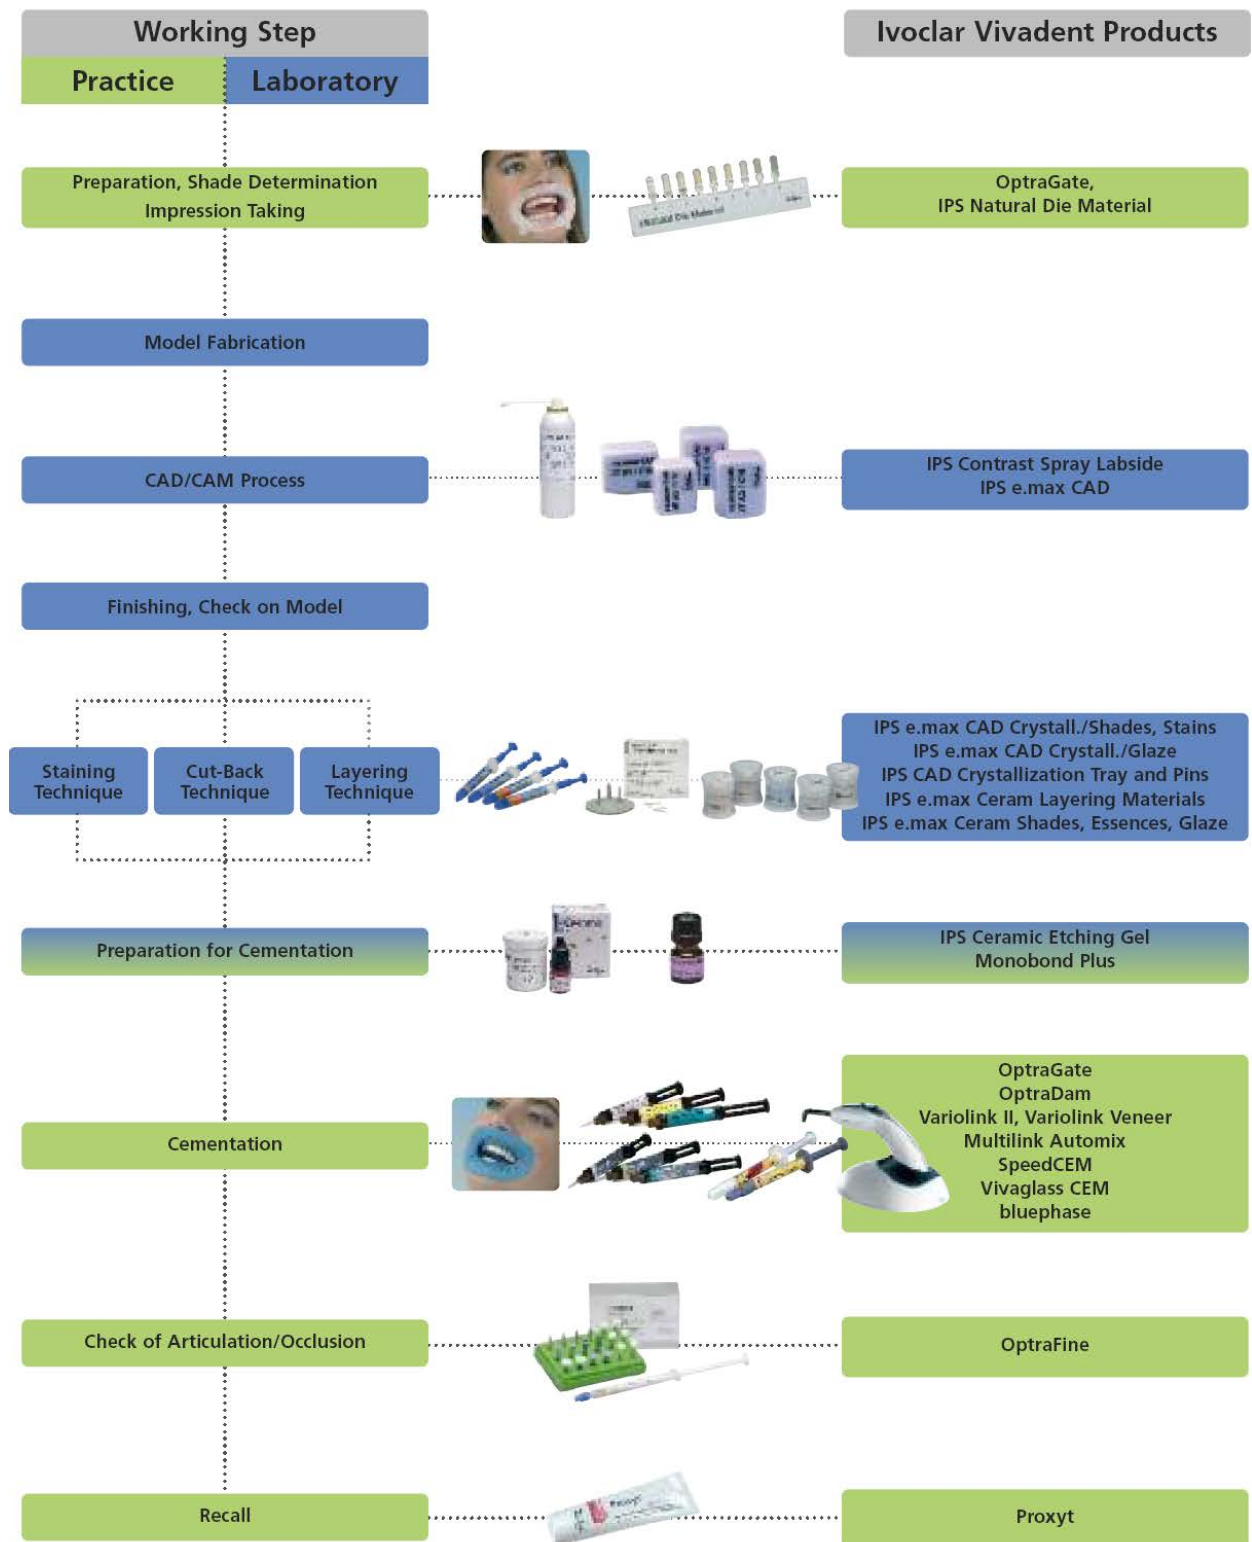 Working Step
Ivoclar Vivadent Products
Practice
Laboratory
Preparation, Shade Determination
Impression Taking
Natural Die Material
OptraGate,
IPS Natural Die Material
Model Fabrication
CAD/CAM Process
IPS Contrast Spray Labside
IPS e.max CAD
Finishing, Check on Model
Staining
Technique
Cut-Back
Technique
Layering
Technique
IPS e.max CAD Crystall./Shades, Stains
IPS e.max CAD Crystall./Glaze
IPS CAD Crystallization Tray and Pins
IPS e.max Ceram Layering Materials
IPS e.max Ceram Shades, Essences, Glaze
Preparation for Cementation
IPS Ceramic Etching Gel
Monobond Plus
Cementation
OptraGate
OptraDam
Variolink II, Variolink Veneer
Multilink Automix
SpeedCEM
Vivaglass CEM
bluephase
Check of Articulation/Occlusion
OptraFine
Recall
Proxyt
Proxyt